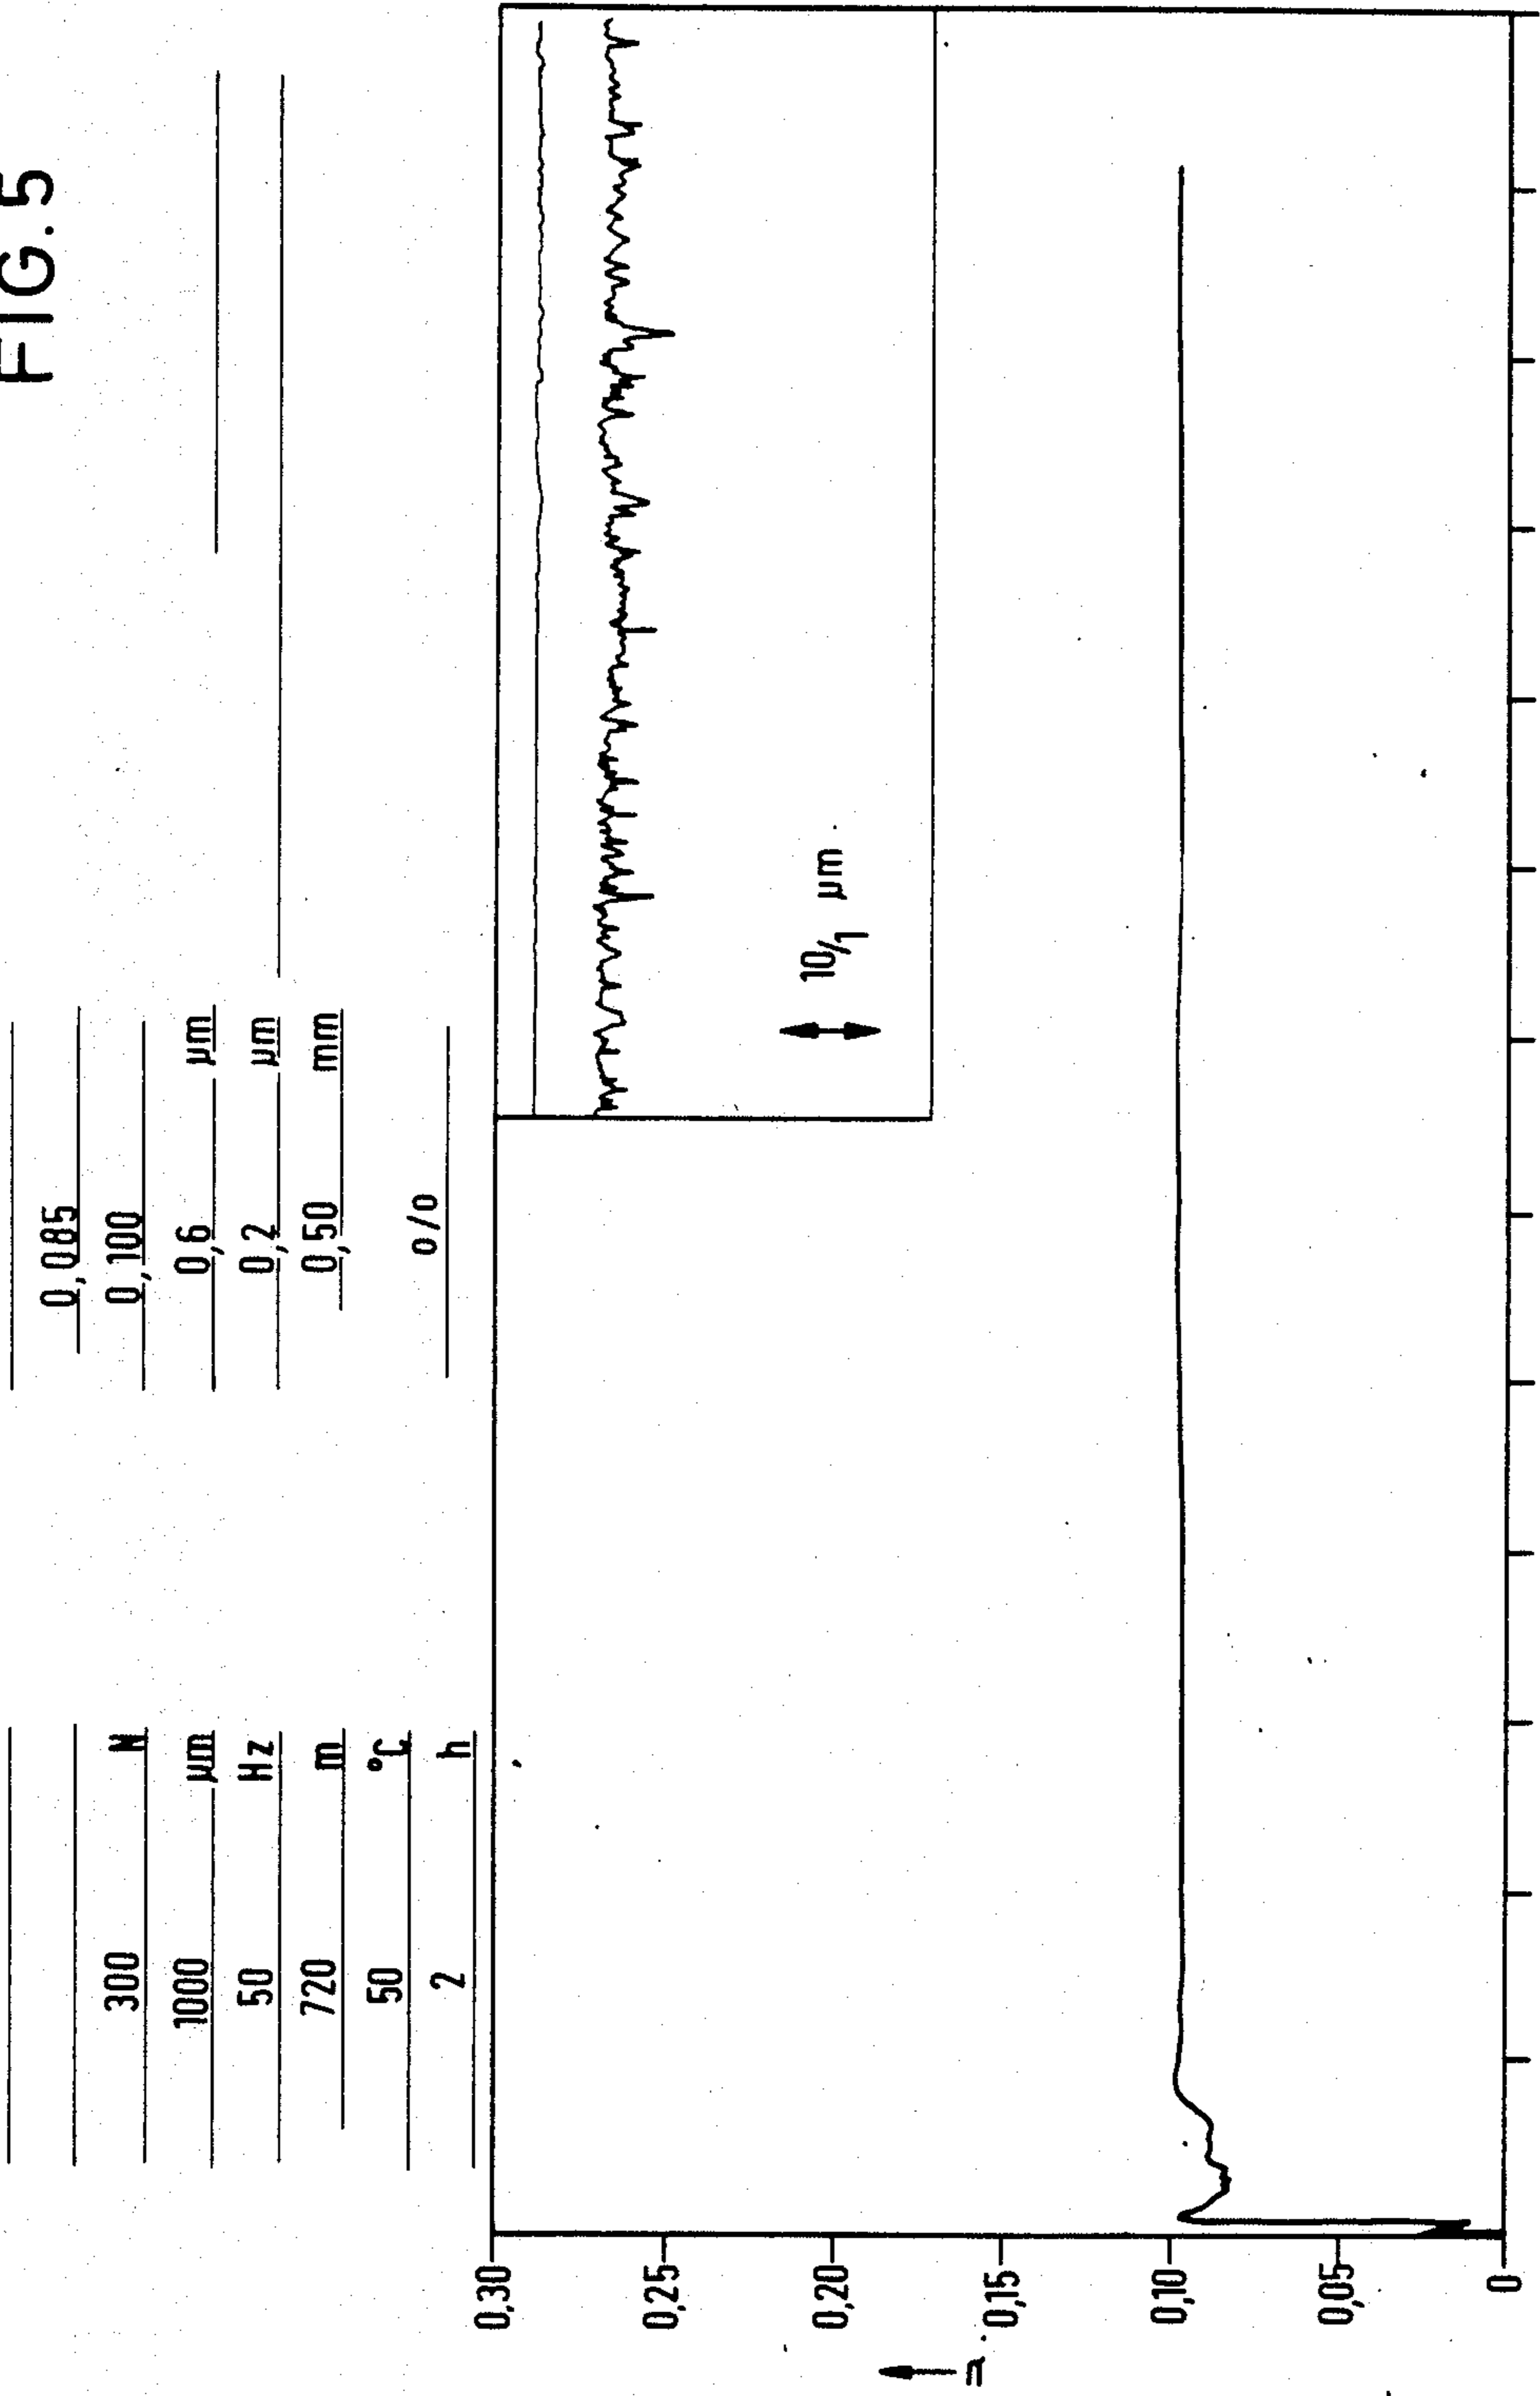 FIG. 5
0,085
300 N 0,100
1000 µm 0,6 µm
50 Hz 0,2 µm
720 m 0,50 mm
50 °C o/o
2 h
0,30
0,25
0,20
10/1 µm
µ
0,15
0,10
0,05
0